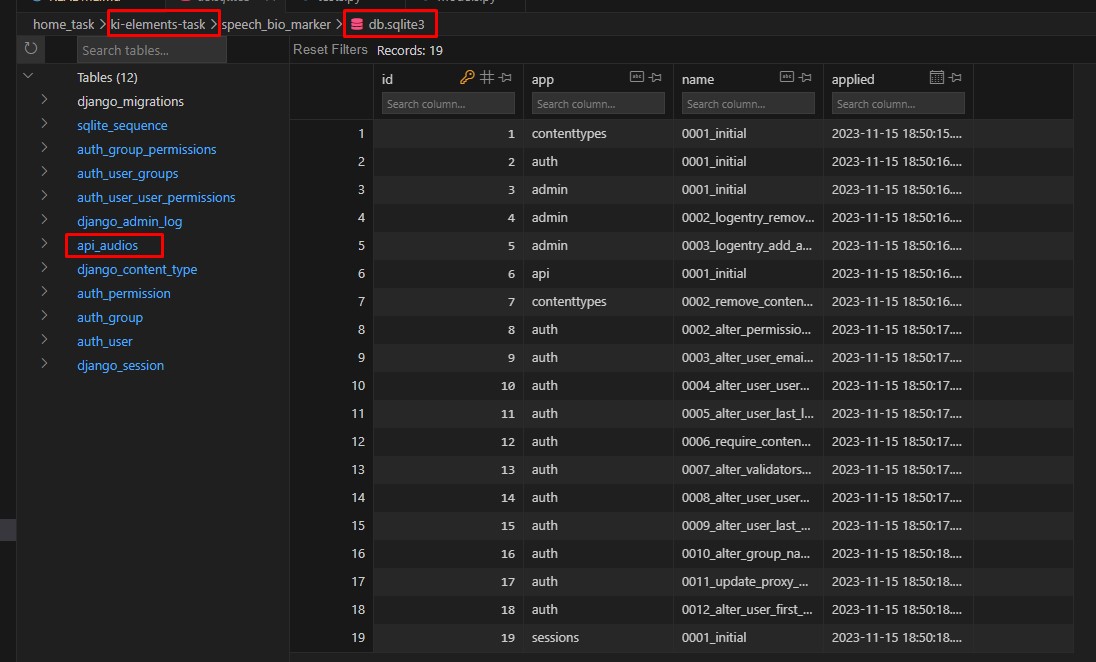 home_task > ki-elements-task > speech_bio_marker > db.sqlite3
Search tables...
Reset Filters Records: 19
Tables (12)
django_migrations
sqlite_sequence
auth_group_permissions
auth_user_groups
auth_user_user_permissions
django_admin_log
api_audios
django_content_type
auth_permission
auth_group
auth_user
django_session
id app name applied
Search column... Search column... Search column... Search column...
1 1 contenttypes 0001_initial 2023-11-15 18:50:15....
2 2 auth 0001_initial 2023-11-15 18:50:16....
3 3 admin 0001_initial 2023-11-15 18:50:16....
4 4 admin 0002_logentry_remov... 2023-11-15 18:50:16....
5 5 admin 0003_logentry_add_a... 2023-11-15 18:50:16....
6 6 api 0001_initial 2023-11-15 18:50:16....
7 7 contenttypes 0002_remove_conten... 2023-11-15 18:50:16....
8 8 auth 0002_alter_permissio... 2023-11-15 18:50:17....
9 9 auth 0003_alter_user_emai... 2023-11-15 18:50:17....
10 10 auth 0004_alter_user_user... 2023-11-15 18:50:17....
11 11 auth 0005_alter_user_last_l... 2023-11-15 18:50:17....
12 12 auth 0006_require_conten... 2023-11-15 18:50:17....
13 13 auth 0007_alter_validators... 2023-11-15 18:50:17....
14 14 auth 0008_alter_user_user... 2023-11-15 18:50:17....
15 15 auth 0009_alter_user_last_... 2023-11-15 18:50:17....
16 16 auth 0010_alter_group_na... 2023-11-15 18:50:18....
17 17 auth 0011_update_proxy_... 2023-11-15 18:50:18....
18 18 auth 0012_alter_user_first_... 2023-11-15 18:50:18....
19 19 sessions 0001_initial 2023-11-15 18:50:18....